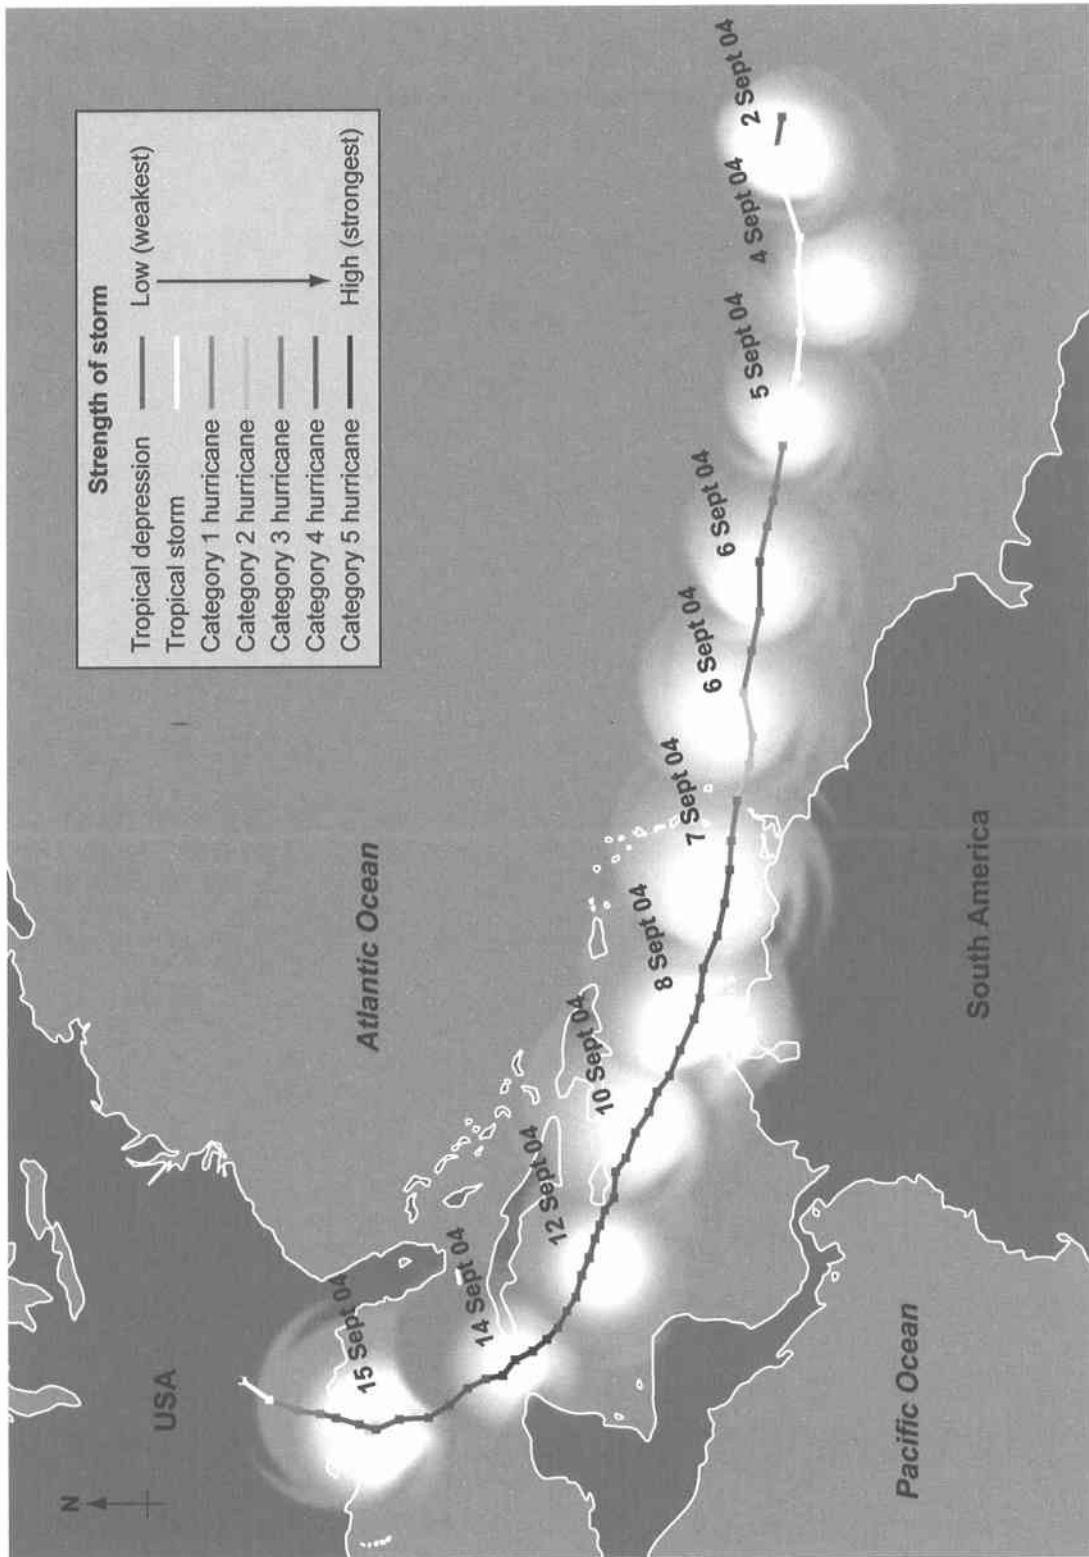 Strength of storm
Tropical depression Low (weakest)
Tropical storm
Category 1 hurricane
Category 2 hurricane
Category 3 hurricane
Category 4 hurricane
Category 5 hurricane High (strongest)
N
USA
Atlantic Ocean
15 Sept 04
14 Sept 04
12 Sept 04
10 Sept 04
8 Sept 04
7 Sept 04
6 Sept 04
6 Sept 04
5 Sept 04
4 Sept 04
2 Sept 04
Pacific Ocean
South America